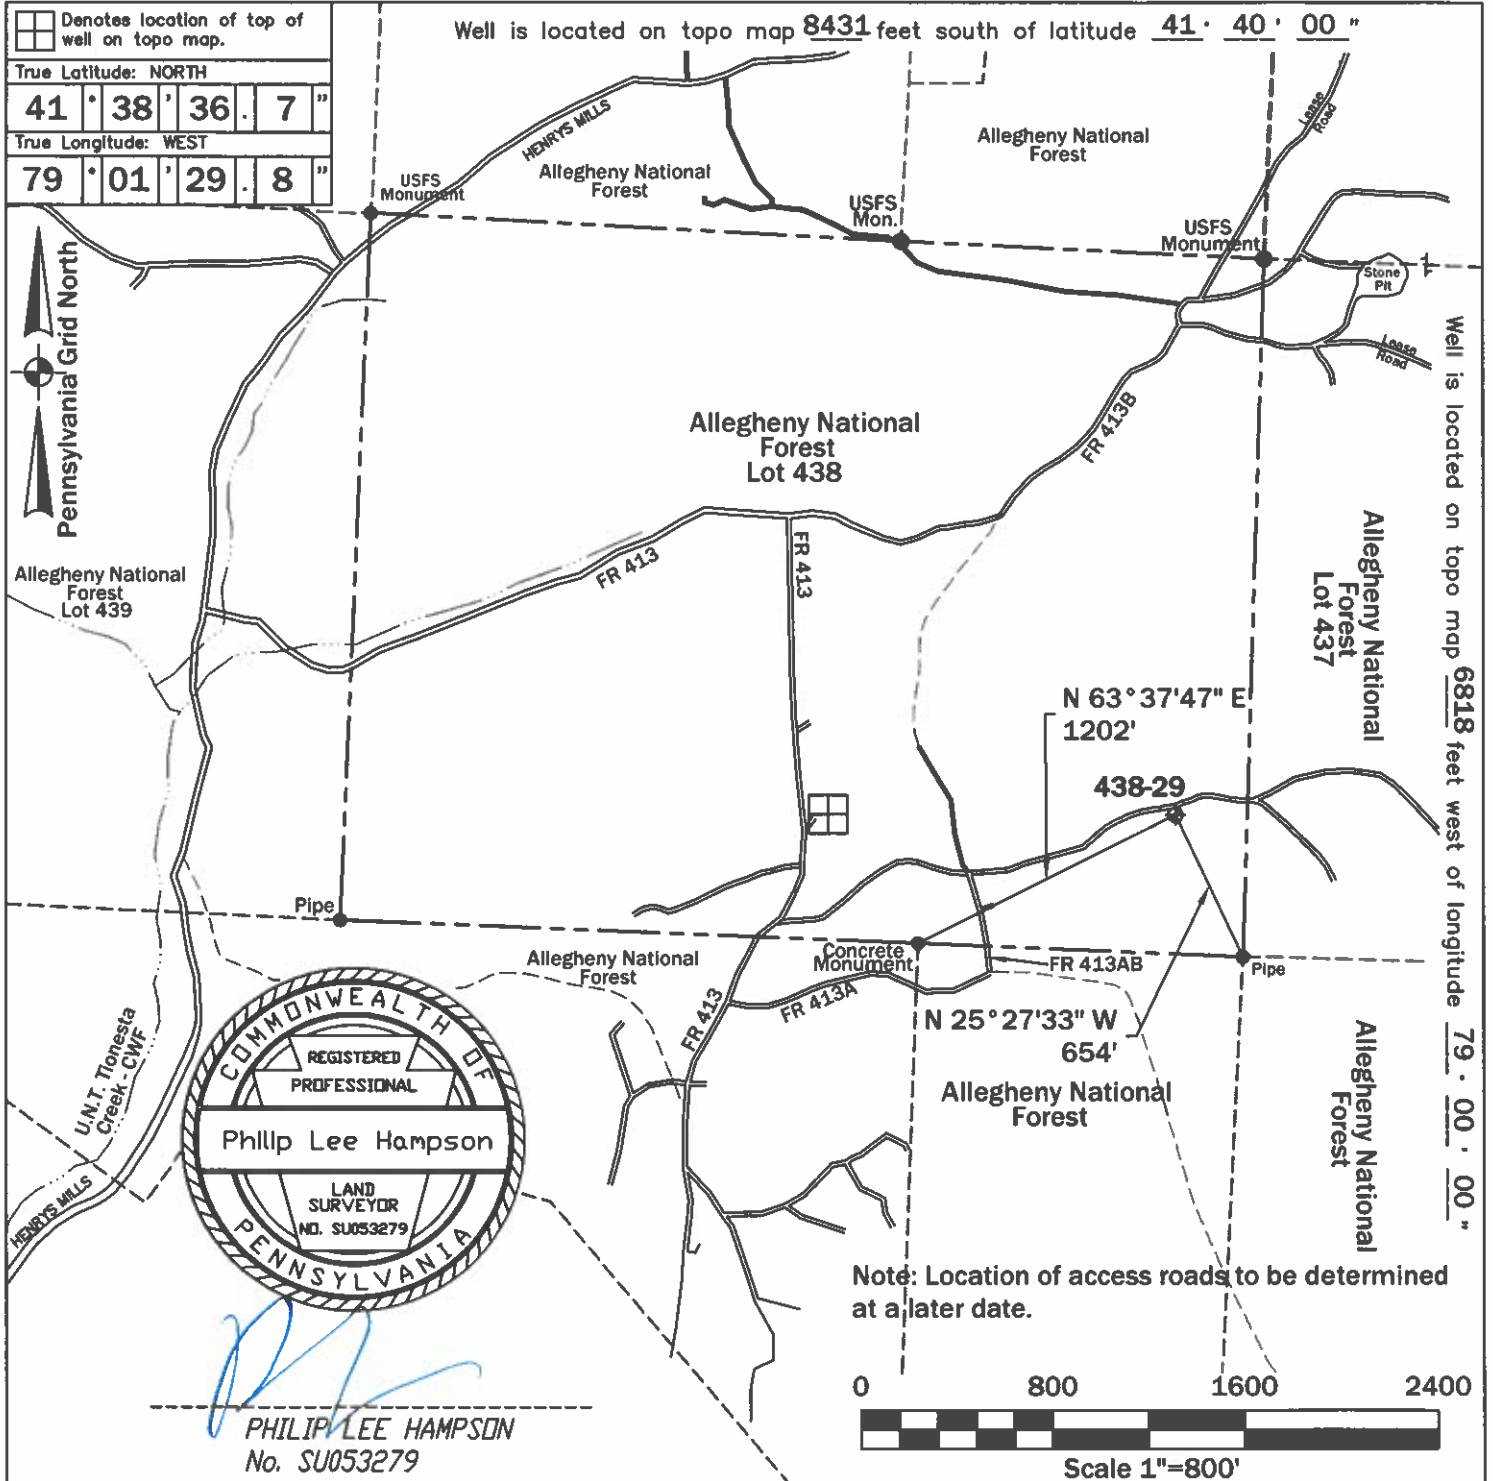 Denotes location of top of
well on topo map.
Well is located on topo map 8431 feet south of latitude 41° 40' 00"
True Latitude: NORTH
41 ° 38 ' 36 . 7 "
True Longitude: WEST
79 ° 01 ' 29 . 8 "
HENRYS MILLS
Lease
Road
Allegheny National
Forest
Allegheny National
Forest
USFS
Monument
USFS
Mon.
USFS
Monument
Stone
Pit
Lease
Road
Pennsylvania Grid North
Well is located on topo map 6818 feet west of longitude 79° 00' 00"
Allegheny National
Forest
Lot 438
FR 413B
FR 413
FR 413
Allegheny National
Forest
Lot 439
Allegheny National
Forest
Lot 437
N 63°37'47" E
1202'
438-29
Pipe
Concrete
Monument
FR 413AB
Pipe
Allegheny National
Forest
FR 413A
FR 413
N 25°27'33" W
654'
Allegheny National
Forest
Allegheny National
Forest
U.N.T. Tionesta
Creek - CWF
HENRYS MILLS
COMMONWEALTH OF
REGISTERED
PROFESSIONAL
Philip Lee Hampson
LAND
SURVEYOR
NO. SU053279
PENNSYLVANIA
Note: Location of access roads to be determined
at a later date.
PHILIP LEE HAMPSON
No. SU053279
0 800 1600 2400
Scale 1"=800'